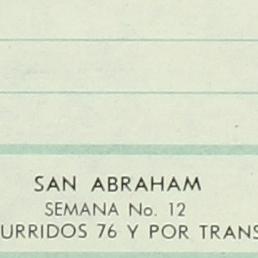 SAN ABRAHAM
SEMANA No. 12
URRIDOS 76 Y POR TRANS